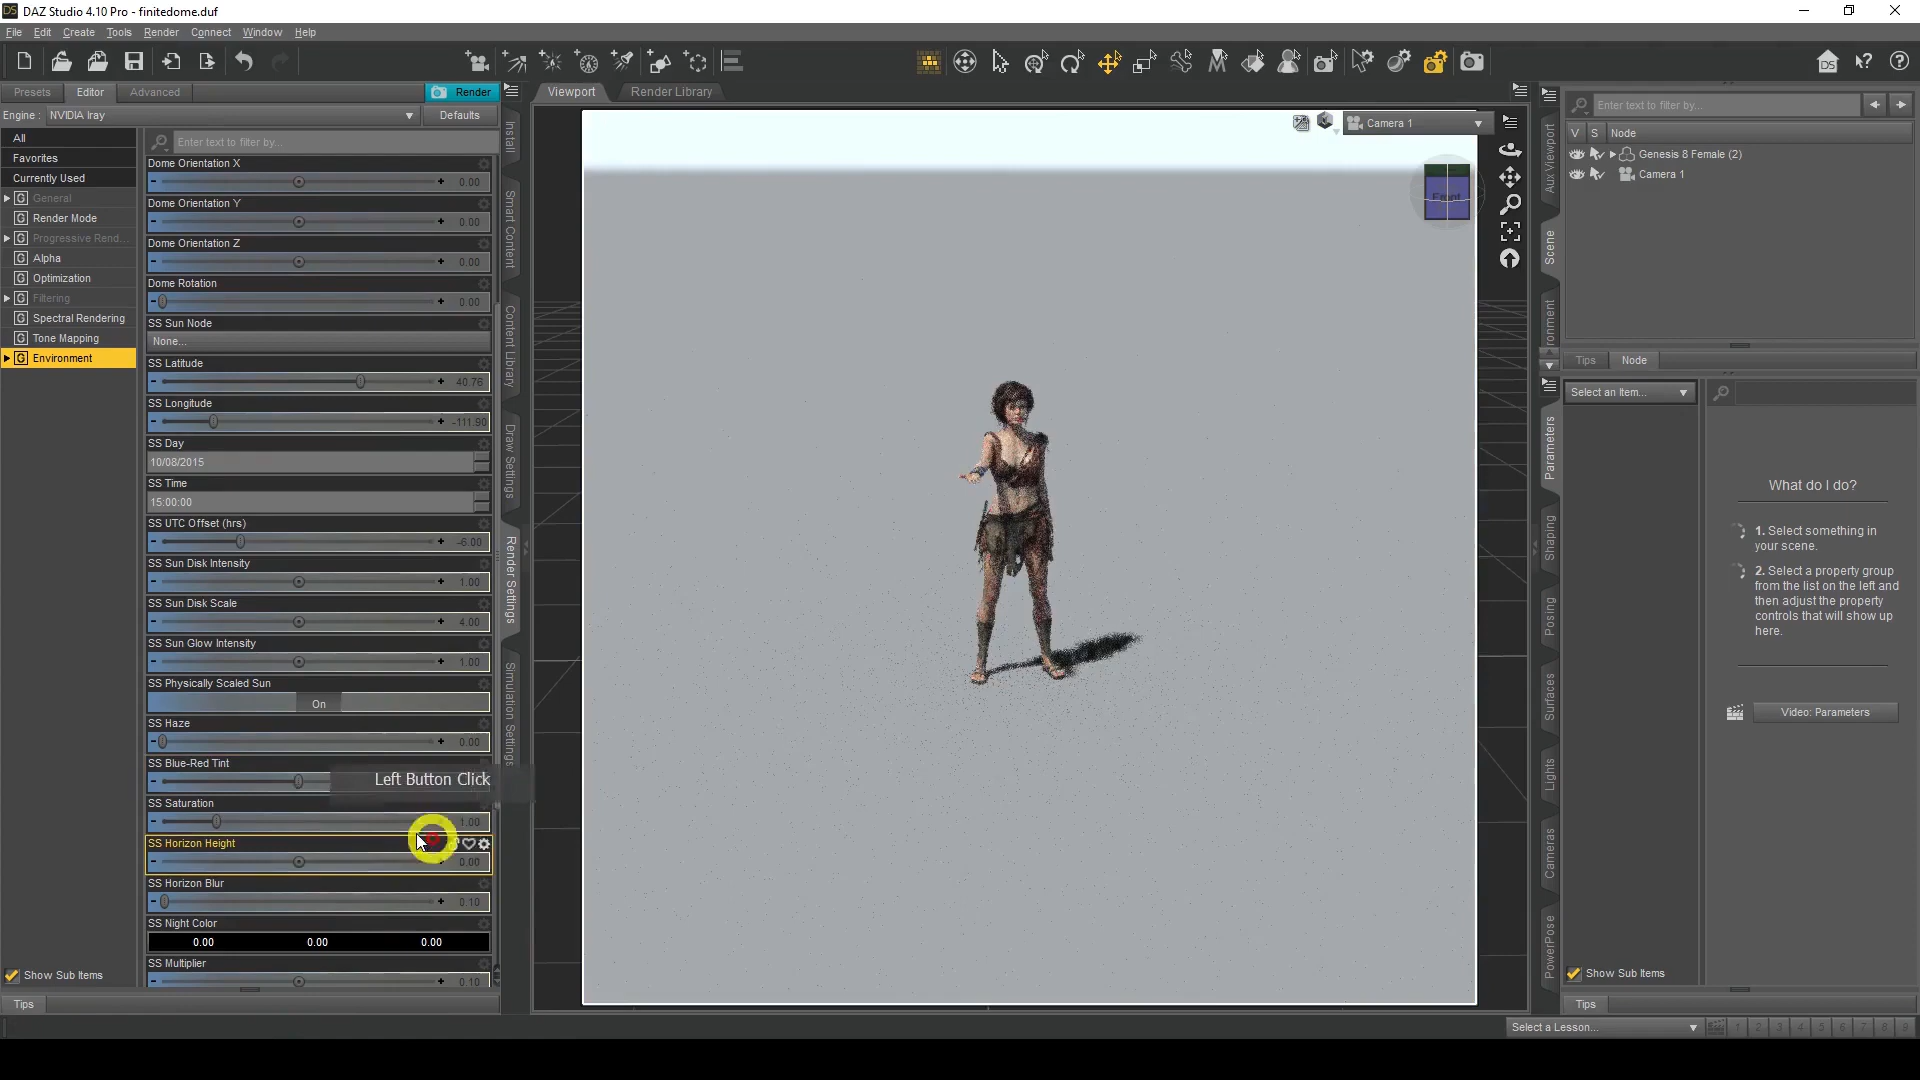 DAZ Studio 4.10 Pro - finitedome.duf
File Edit Create Tools Render Connect Window Help
Presets Editor Advanced Render
Viewport Render Library
Engine : NVIDIA Iray Defaults
All
Favorites
Currently Used
General
Render Mode
Progressive Rend...
Alpha
Optimization
Filtering
Spectral Rendering
Tone Mapping
Environment
Show Sub Items
Tips
Enter text to filter by...
Dome Orientation X
0.00
Dome Orientation Y
0.00
Dome Orientation Z
0.00
Dome Rotation
0.00
SS Sun Node
None...
SS Latitude
40.76
SS Longitude
-111.90
SS Day
10/08/2015
SS Time
15:00:00
SS UTC Offset (hrs)
-6.00
SS Sun Disk Intensity
1.00
SS Sun Disk Scale
4.00
SS Sun Glow Intensity
1.00
SS Physically Scaled Sun
On
SS Haze
0.00
SS Blue-Red Tint
Left Button Click
SS Saturation
1.00
SS Horizon Height
0.00
SS Horizon Blur
0.10
SS Night Color
0.00 0.00 0.00
SS Multiplier
0.10
Install
Smart Content
Content Library
Draw Settings
Render Settings
Simulation Settings
Camera 1
Front
Aux Viewport
Scene
Enter text to filter by...
V S Node
Genesis 8 Female (2)
Camera 1
Tips Node
Select an Item...
Parameters
Shaping
Posing
Surfaces
Lights
Cameras
PowerPose
What do I do?
1. Select something in
your scene.
2. Select a property group
from the list on the left and
then adjust the property
controls that will show up
here.
Video: Parameters
Show Sub Items
Tips
Select a Lesson...
1 2 3 4 5 6 7 8 9